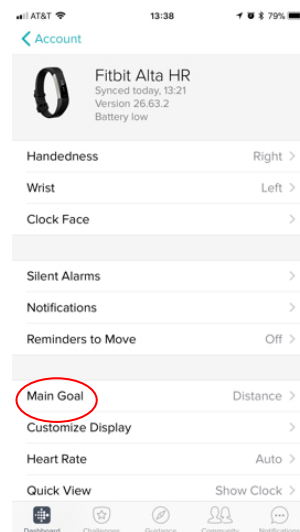 AT&T 13:38 79%
Account
Fitbit Alta HR
Synced today, 13:21
Version 26.63.2
Battery low
Handedness Right
Wrist Left
Clock Face
Silent Alarms
Notifications
Reminders to Move Off
Main Goal Distance
Customize Display
Heart Rate Auto
Quick View Show Clock
Dashboard Challenges Guidance Community Notifications